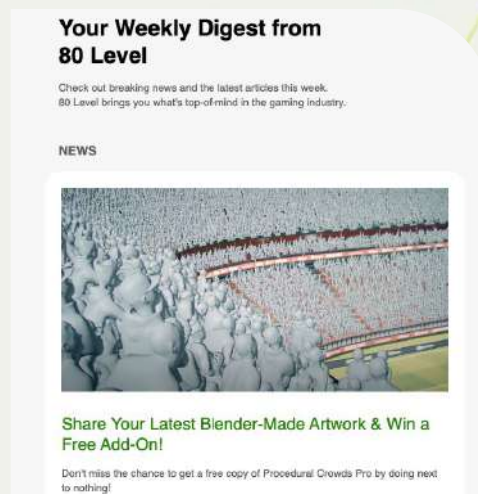 Your Weekly Digest from
80 Level
Check out breaking news and the latest articles this week.
80 Level brings you what's top-of-mind in the gaming industry.
NEWS
Share Your Latest Blender-Made Artwork & Win a
Free Add-On!
Don't miss the chance to get a free copy of Procedural Crowds Pro by doing next
to nothing!